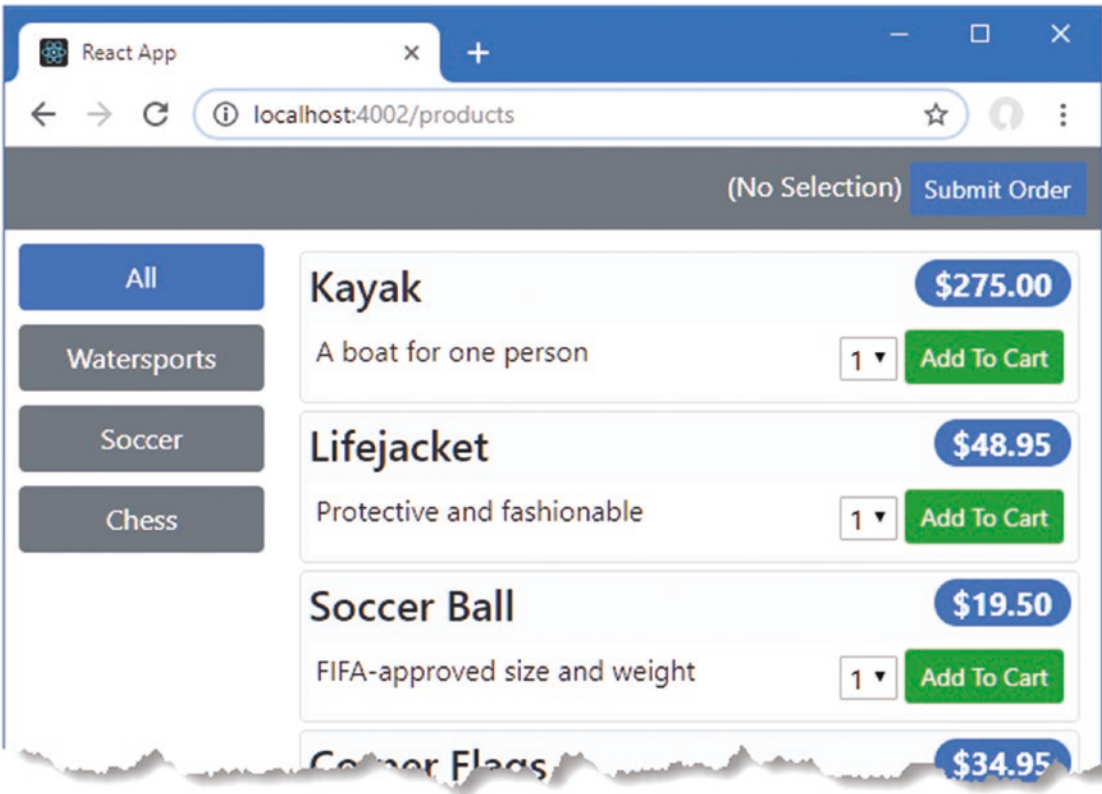 React App
localhost:4002/products
(No Selection) Submit Order
All
Watersports
Soccer
Chess
Kayak $275.00
A boat for one person 1 Add To Cart
Lifejacket $48.95
Protective and fashionable 1 Add To Cart
Soccer Ball $19.50
FIFA-approved size and weight 1 Add To Cart
Corner Flags $34.95